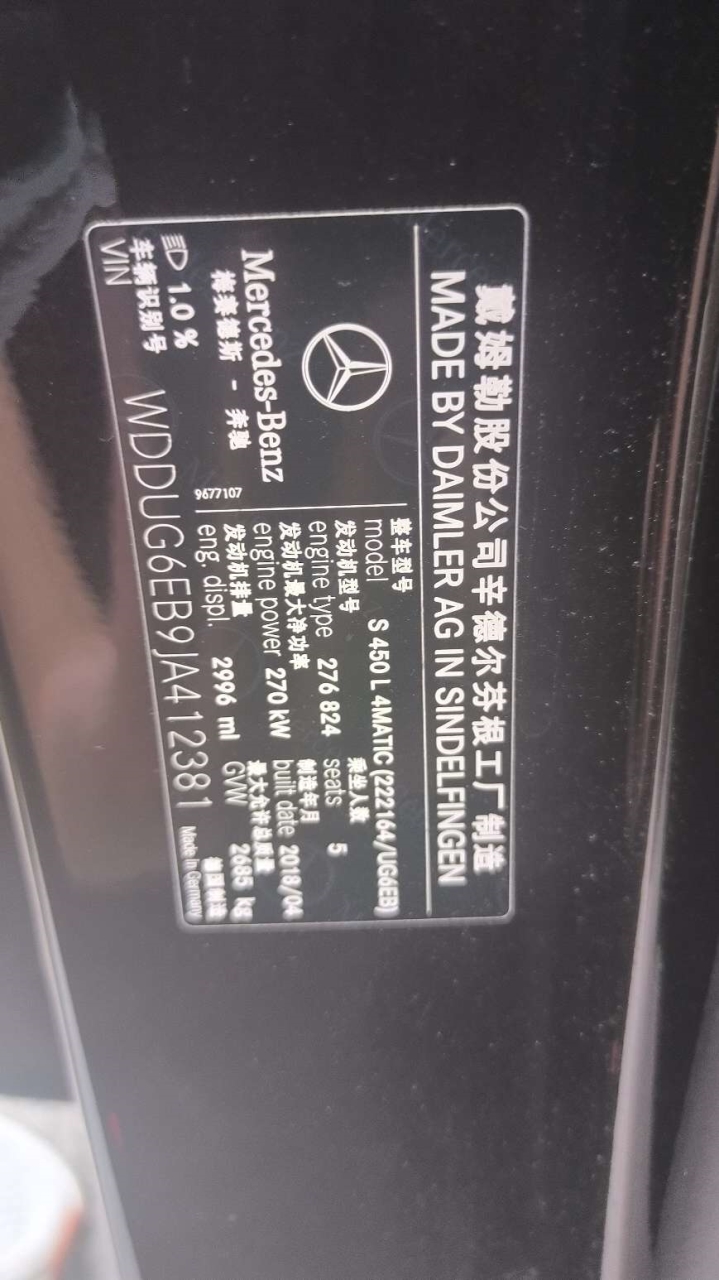 戴姆勒股份公司辛德尔芬根工厂制造
MADE BY DAIMLER AG IN SINDELFINGEN
Mercedes-Benz
梅赛德斯 - 奔驰
9677107
整车型号
model S 450 L 4MATIC (222164/UG6EB)
发动机型号 乘坐人数
engine type 276 824 seats 5
发动机最大净功率 制造年月
engine power 270 kW built date 2018/04
发动机排量 最大允许总质量
eng. displ. 2996 ml GVW 2685 kg
1.0 %
车辆识别号 德国制造
VIN WDDUG6EB9JA412381 Made in Germany